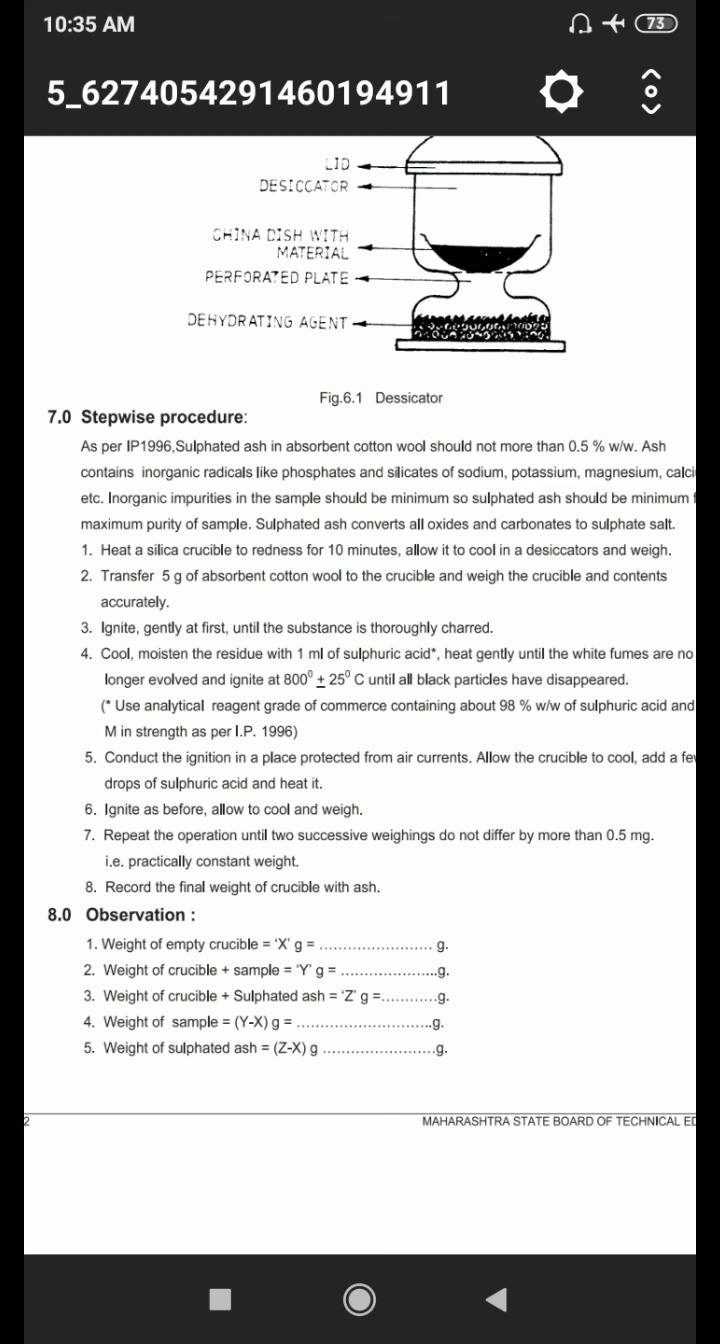 10:35 AM
73
5_6274054291460194911
LID
DESICCATOR
CHINA DISH WITH
MATERIAL
PERFORATED PLATE
DEHYDRATING AGENT
Fig.6.1 Dessicator
7.0 Stepwise procedure:
As per IP1996,Sulphated ash in absorbent cotton wool should not more than 0.5 % w/w. Ash
contains inorganic radicals like phosphates and silicates of sodium, potassium, magnesium, calci
etc. Inorganic impurities in the sample should be minimum so sulphated ash should be minimum f
maximum purity of sample. Sulphated ash converts all oxides and carbonates to sulphate salt.
1. Heat a silica crucible to redness for 10 minutes, allow it to cool in a desiccators and weigh.
2. Transfer 5 g of absorbent cotton wool to the crucible and weigh the crucible and contents
accurately.
3. Ignite, gently at first, until the substance is thoroughly charred.
4. Cool, moisten the residue with 1 ml of sulphuric acid*, heat gently until the white fumes are no
longer evolved and ignite at 800⁰ ± 25⁰ C until all black particles have disappeared.
(* Use analytical reagent grade of commerce containing about 98 % w/w of sulphuric acid and
M in strength as per I.P. 1996)
5. Conduct the ignition in a place protected from air currents. Allow the crucible to cool, add a fe
drops of sulphuric acid and heat it.
6. Ignite as before, allow to cool and weigh.
7. Repeat the operation until two successive weighings do not differ by more than 0.5 mg.
i.e. practically constant weight.
8. Record the final weight of crucible with ash.
8.0 Observation :
1. Weight of empty crucible = ‘X’ g = ........................ g.
2. Weight of crucible + sample = ‘Y’ g = ....................g.
3. Weight of crucible + Sulphated ash = ‘Z’ g =............g.
4. Weight of sample = (Y-X) g = ............................g.
5. Weight of sulphated ash = (Z-X) g ........................g.
2
MAHARASHTRA STATE BOARD OF TECHNICAL ED